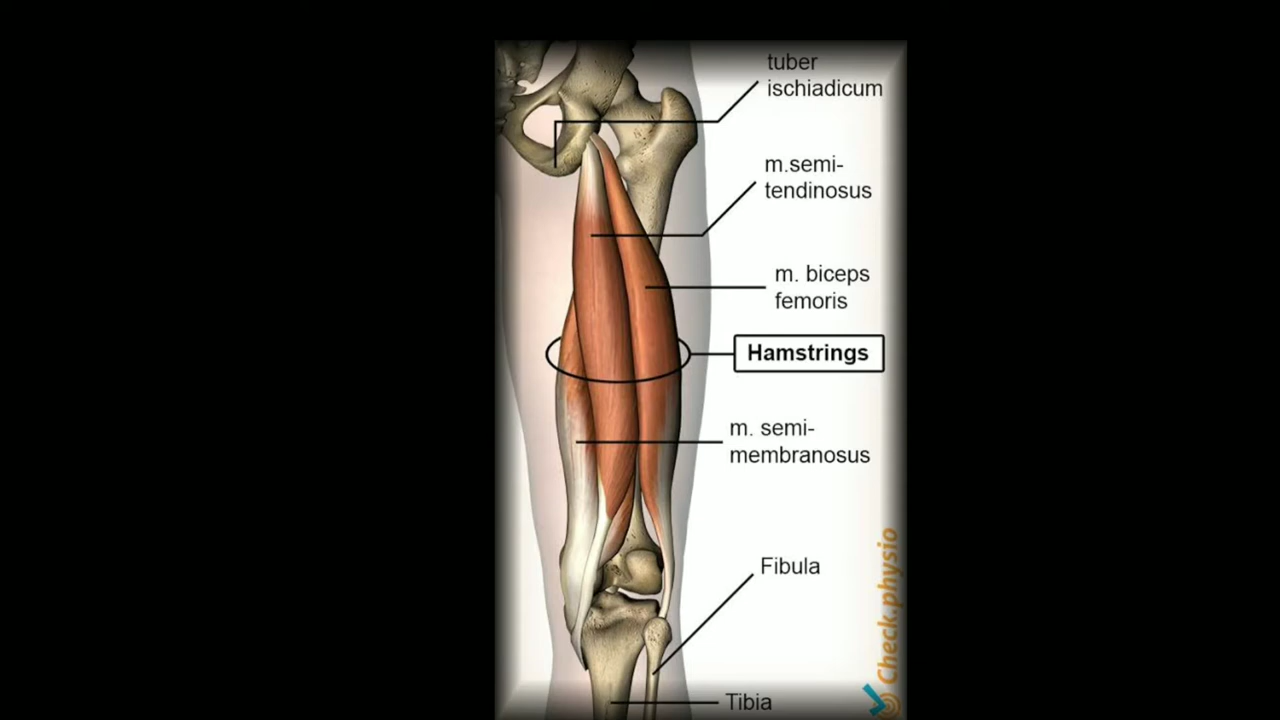 tuber
ischiadicum
m.semi-
tendinosus
m. biceps
femoris
Hamstrings
m. semi-
membranosus
Fibula
Tibia
Check.physio